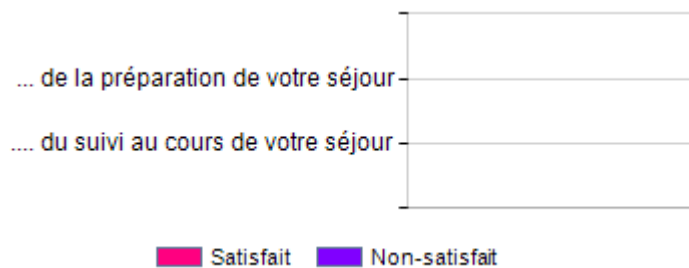 ... de la préparation de votre séjour
.... du suivi au cours de votre séjour
Satisfait Non-satisfait